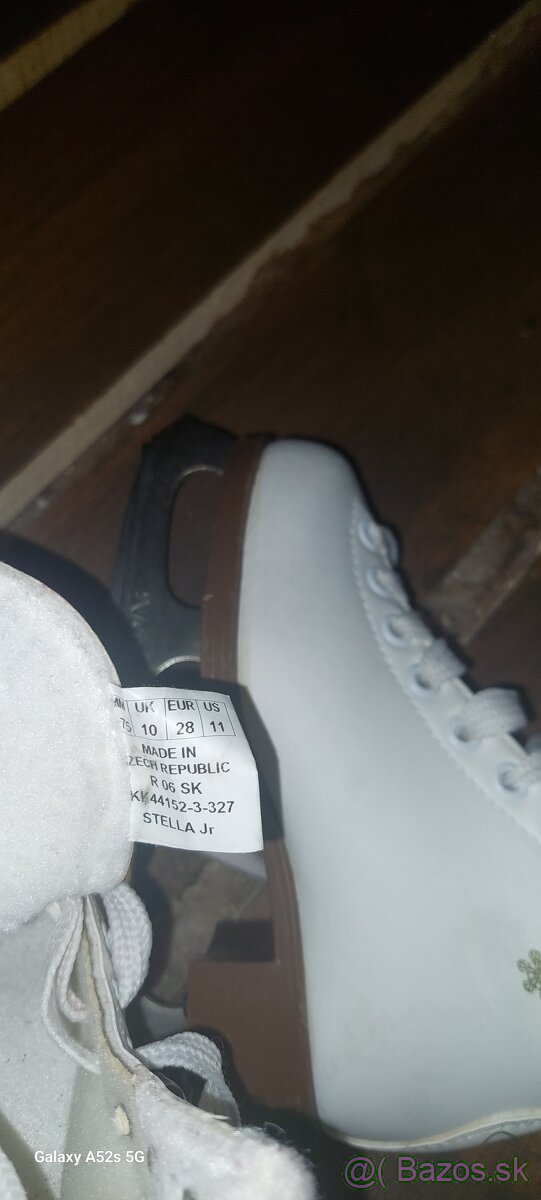 UK EUR US
75 10 28 11
MADE IN
ZECH REPUBLIC
R 06 SK
44152-3-327
STELLA Jr
Galaxy A52s 5G
@( Bazos.sk